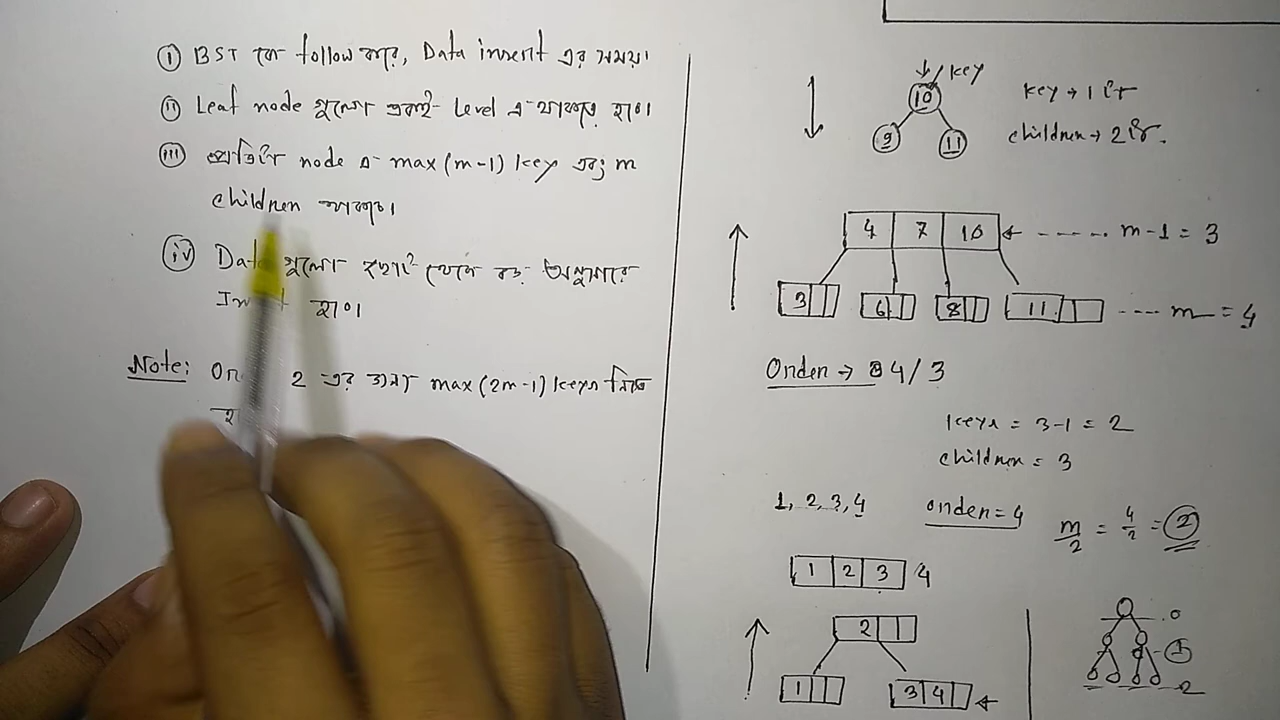 i) BST কে follow করে, Data insert এর সময়।
ii) Leaf node গুলো একই Level এ থাকতে হবে।
iii) প্রতিটি node এ max (m-1) key এবং m
children থাকবে।
iv) Data গুলো ছোট থেকে বড় অনুসারে
হবে।
Note: 2 এর জন্য max (2m-1) keys নিতে
key
10
9 11
key → 1 টি
children → 2 টি.
4 7 10 ← ----- m-1 = 3
3 6 8 11 ---- m = 4
Order → 4/3
keys = 3-1 = 2
children = 3
1, 2, 3, 4 order = 4 m/2 = 4/2 = 2
1 2 3 4
2
1 3 4
0
1
2